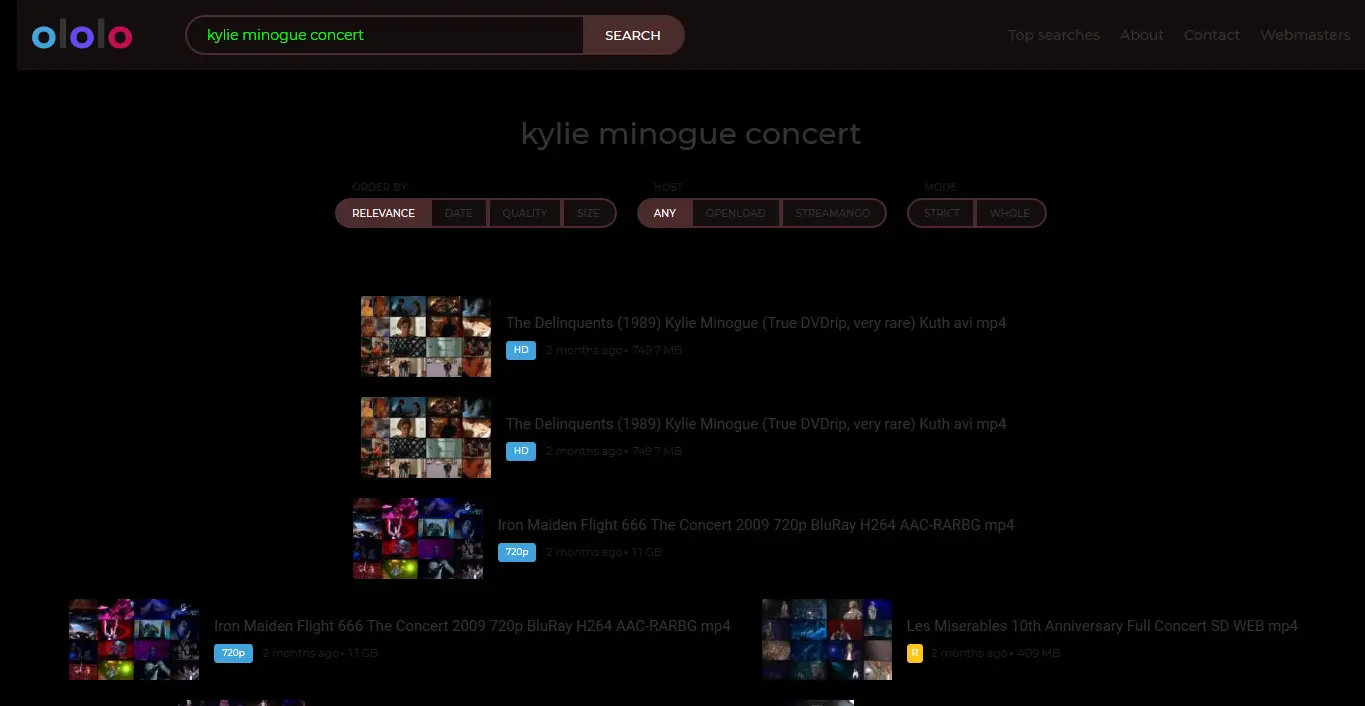 ololo
kylie minogue concert
SEARCH
Top searches
About
Contact
Webmasters
kylie minogue concert
ORDER BY
HOST
MODE
RELEVANCE
DATE
QUALITY
SIZE
ANY
OPENLOAD
STREAMANGO
STRICT
WHOLE
The Delinquents (1989) Kylie Minogue (True DVDrip, very rare) Kuth avi mp4
HD 2 months ago• 749.7 MB
The Delinquents (1989) Kylie Minogue (True DVDrip, very rare) Kuth avi mp4
HD 2 months ago• 749.7 MB
Iron Maiden Flight 666 The Concert 2009 720p BluRay H264 AAC-RARBG mp4
720p 2 months ago• 1.1 GB
Iron Maiden Flight 666 The Concert 2009 720p BluRay H264 AAC-RARBG mp4
720p 2 months ago• 1.1 GB
Les Miserables 10th Anniversary Full Concert SD WEB mp4
R 2 months ago• 409 MB